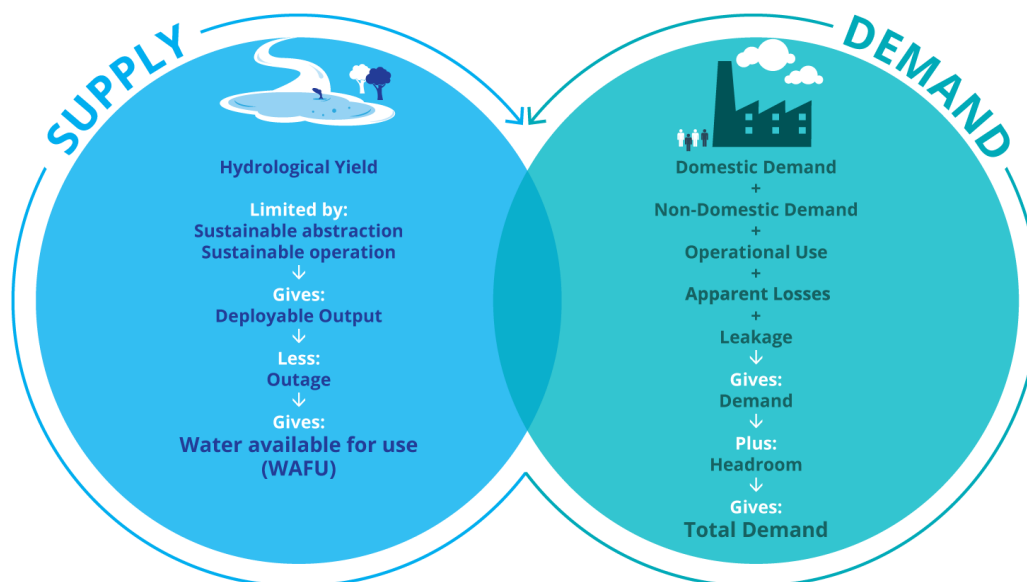 SUPPLY
Hydrological Yield
Limited by:
Sustainable abstraction
Sustainable operation
↓
Gives:
Deployable Output
↓
Less:
Outage
↓
Gives:
Water available for use
(WAFU)
DEMAND
Domestic Demand
+
Non-Domestic Demand
+
Operational Use
+
Apparent Losses
+
Leakage
↓
Gives:
Demand
↓
Plus:
Headroom
↓
Gives:
Total Demand